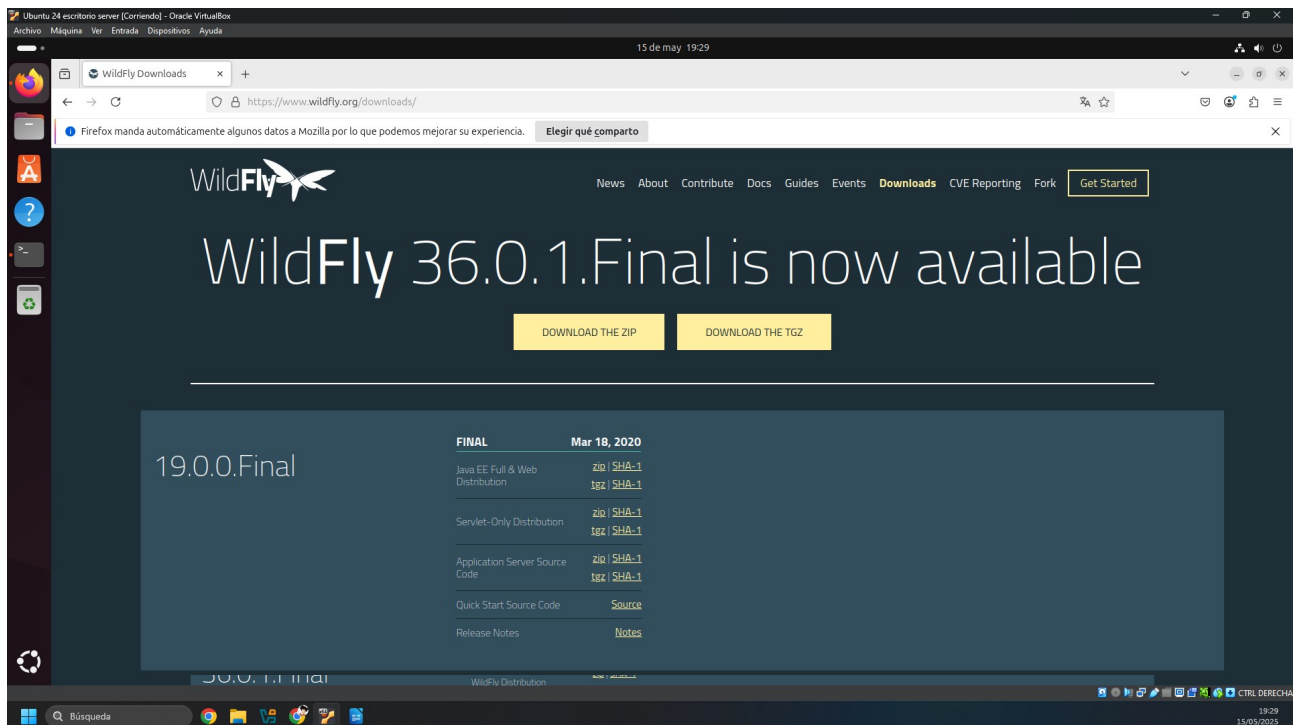 Ubuntu 24 escritorio server [Corriendo] - Oracle VirtualBox
Archivo Máquina Ver Entrada Dispositivos Ayuda
15 de may 19:29
WildFly Downloads
https://www.wildfly.org/downloads/
Firefox manda automáticamente algunos datos a Mozilla por lo que podemos mejorar su experiencia. Elegir qué comparto
WildFly
News About Contribute Docs Guides Events Downloads CVE Reporting Fork Get Started
WildFly 36.0.1.Final is now available
DOWNLOAD THE ZIP DOWNLOAD THE TGZ
19.0.0.Final
FINAL Mar 18, 2020
Java EE Full & Web Distribution
zip | SHA-1
tgz | SHA-1
Servlet-Only Distribution
zip | SHA-1
tgz | SHA-1
Application Server Source Code
zip | SHA-1
tgz | SHA-1
Quick Start Source Code Source
Release Notes Notes
36.0.1.Final
WildFly Distribution
CTRL DERECHA
Búsqueda
19:29
15/05/2025